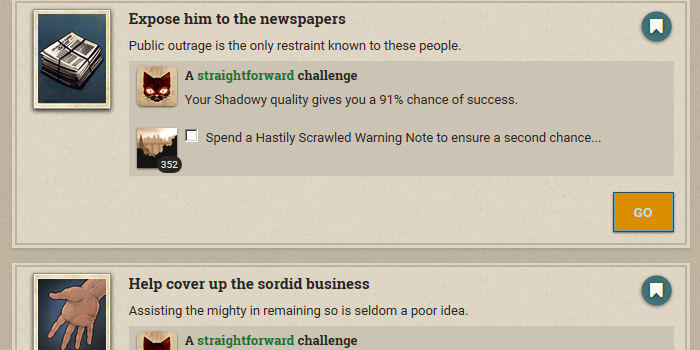 Expose him to the newspapers
Public outrage is the only restraint known to these people.
A straightforward challenge
Your Shadowy quality gives you a 91% chance of success.
Spend a Hastily Scrawled Warning Note to ensure a second chance...
352
GO
Help cover up the sordid business
Assisting the mighty in remaining so is seldom a poor idea.
A straightforward challenge